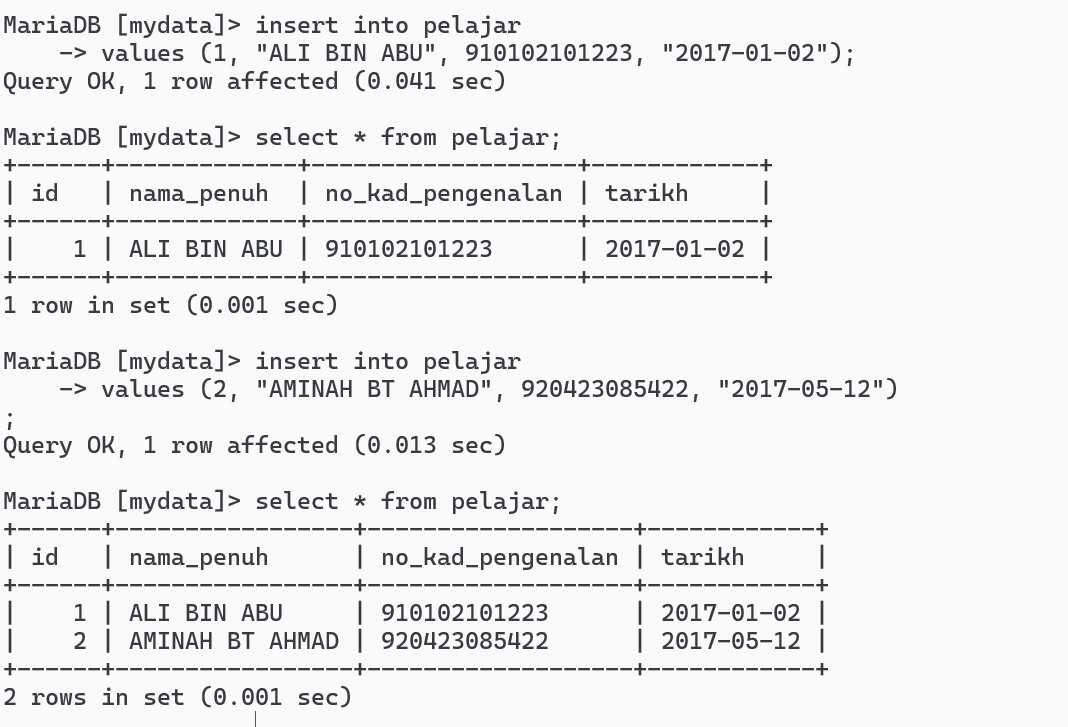 MariaDB [mydata]> insert into pelajar
    -> values (1, "ALI BIN ABU", 910102101223, "2017-01-02");
Query OK, 1 row affected (0.041 sec)

MariaDB [mydata]> select * from pelajar;
+------+-------------+-------------------+------------+
| id   | nama_penuh  | no_kad_pengenalan | tarikh     |
+------+-------------+-------------------+------------+
|    1 | ALI BIN ABU | 910102101223      | 2017-01-02 |
+------+-------------+-------------------+------------+
1 row in set (0.001 sec)

MariaDB [mydata]> insert into pelajar
    -> values (2, "AMINAH BT AHMAD", 920423085422, "2017-05-12")
;
Query OK, 1 row affected (0.013 sec)

MariaDB [mydata]> select * from pelajar;
+------+-----------------+-------------------+------------+
| id   | nama_penuh      | no_kad_pengenalan | tarikh     |
+------+-----------------+-------------------+------------+
|    1 | ALI BIN ABU     | 910102101223      | 2017-01-02 |
|    2 | AMINAH BT AHMAD | 920423085422      | 2017-05-12 |
+------+-----------------+-------------------+------------+
2 rows in set (0.001 sec)